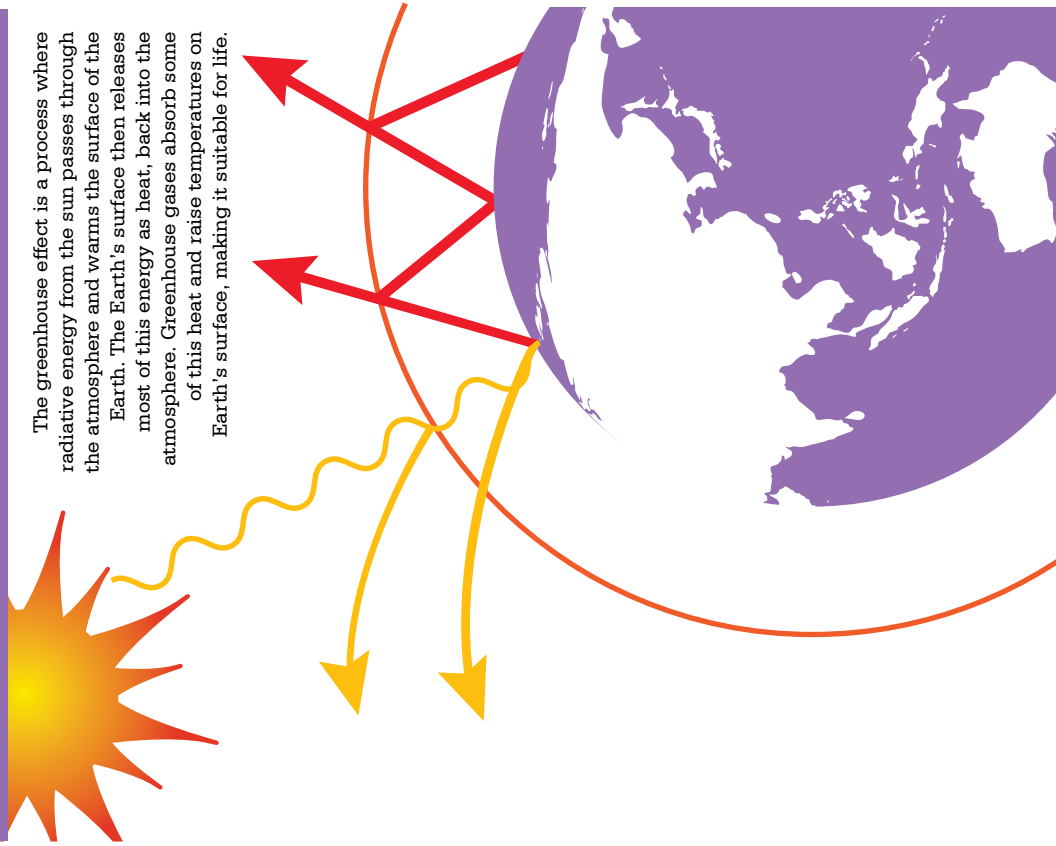 The greenhouse effect is a process where
radiative energy from the sun passes through
the atmosphere and warms the surface of the
Earth. The Earth's surface then releases
most of this energy as heat, back into the
atmosphere. Greenhouse gases absorb some
of this heat and raise temperatures on
Earth's surface, making it suitable for life.